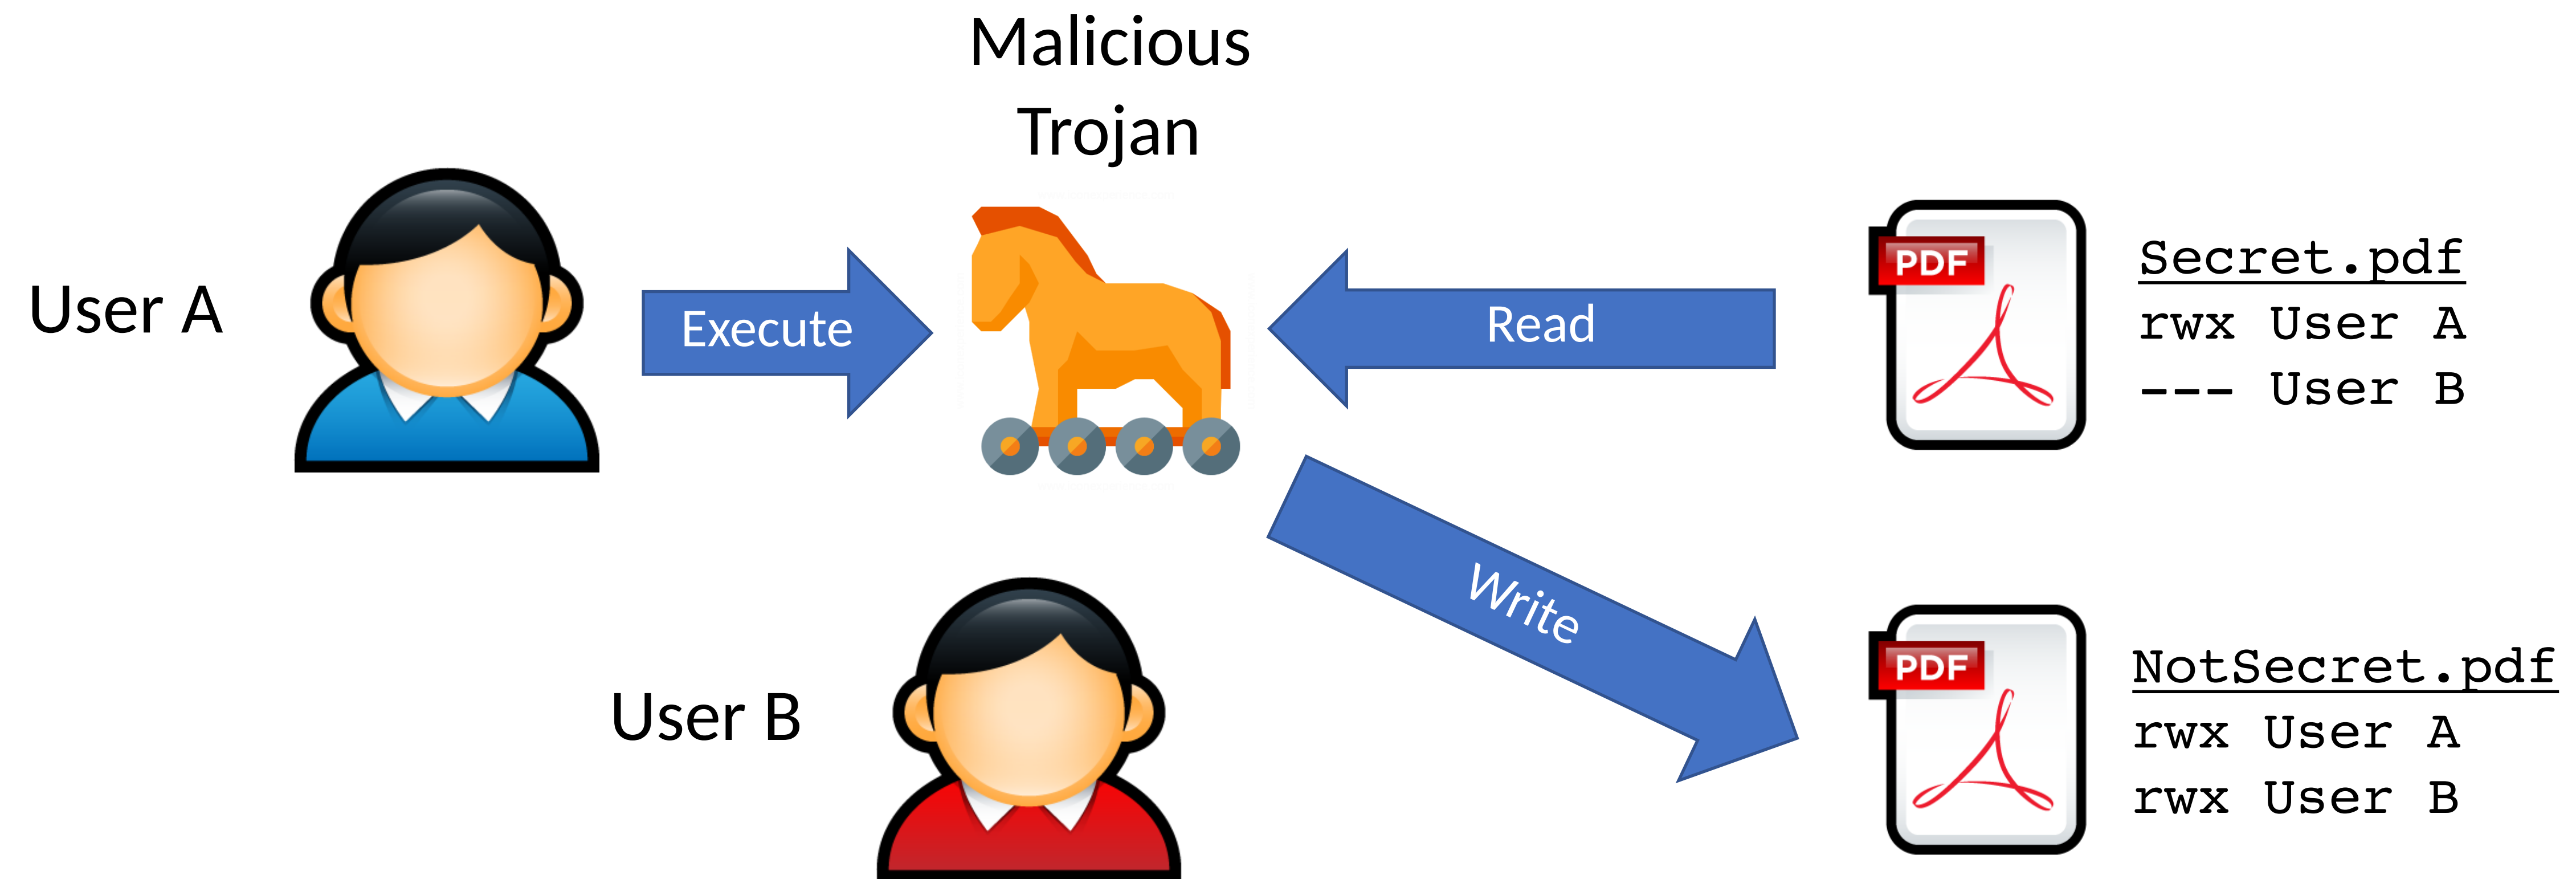 Malicious
Trojan
User A
Execute
Read
PDF
Secret.pdf
rwx User A
--- User B
Write
User B
PDF
NotSecret.pdf
rwx User A
rwx User B